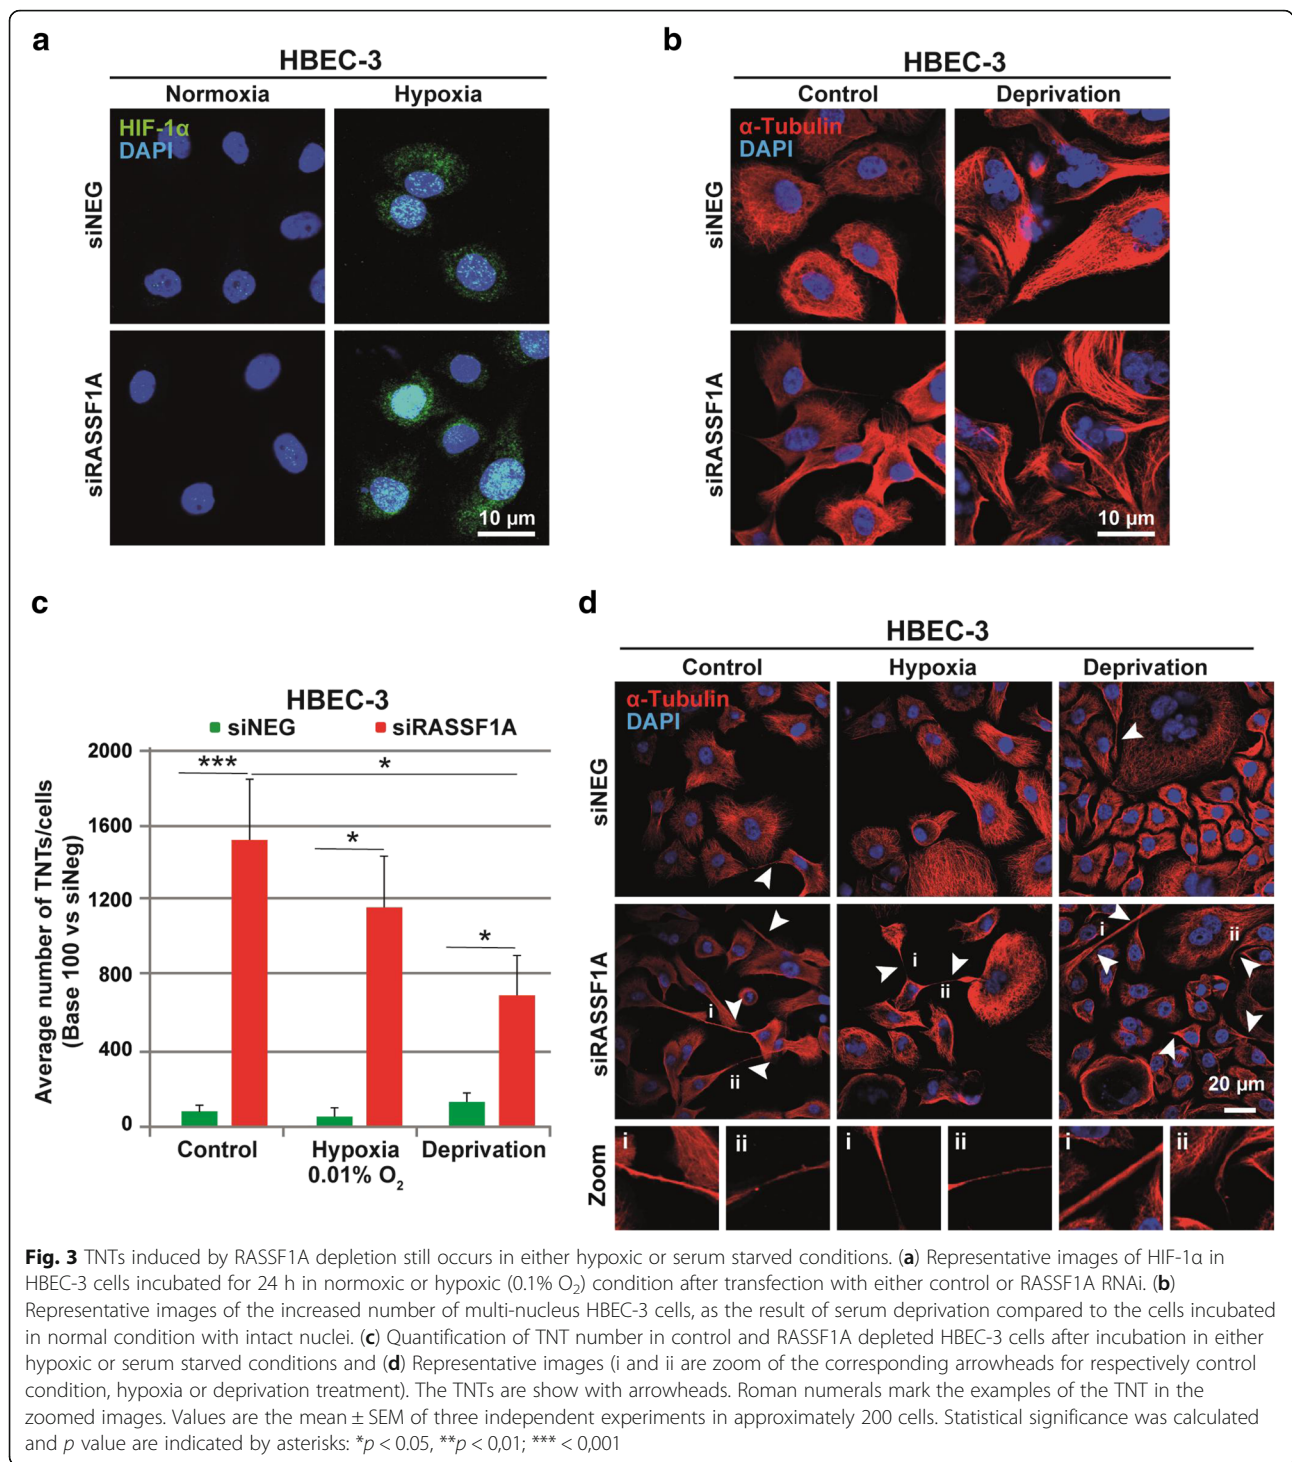 a
HBEC-3
Normoxia
Hypoxia
HIF-1α
DAPI
siNEG
siRASSF1A
10 µm
b
HBEC-3
Control
Deprivation
α-Tubulin
DAPI
siNEG
siRASSF1A
10 µm
c
HBEC-3
siNEG
siRASSF1A
Average number of TNTs/cells
(Base 100 vs siNeg)
2000
1600
1200
800
400
0
***
*
*
*
Control
Hypoxia
0.01% O₂
Deprivation
d
HBEC-3
Control
Hypoxia
Deprivation
α-Tubulin
DAPI
siNEG
siRASSF1A
i
ii
i
ii
i
ii
20 µm
Zoom
i
ii
i
ii
i
ii
Fig. 3 TNTs induced by RASSF1A depletion still occurs in either hypoxic or serum starved conditions. (a) Representative images of HIF-1α in
HBEC-3 cells incubated for 24 h in normoxic or hypoxic (0.1% O₂) condition after transfection with either control or RASSF1A RNAi. (b)
Representative images of the increased number of multi-nucleus HBEC-3 cells, as the result of serum deprivation compared to the cells incubated
in normal condition with intact nuclei. (c) Quantification of TNT number in control and RASSF1A depleted HBEC-3 cells after incubation in either
hypoxic or serum starved conditions and (d) Representative images (i and ii are zoom of the corresponding arrowheads for respectively control
condition, hypoxia or deprivation treatment). The TNTs are show with arrowheads. Roman numerals mark the examples of the TNT in the
zoomed images. Values are the mean ± SEM of three independent experiments in approximately 200 cells. Statistical significance was calculated
and p value are indicated by asterisks: *p < 0.05, **p < 0,01; *** < 0,001